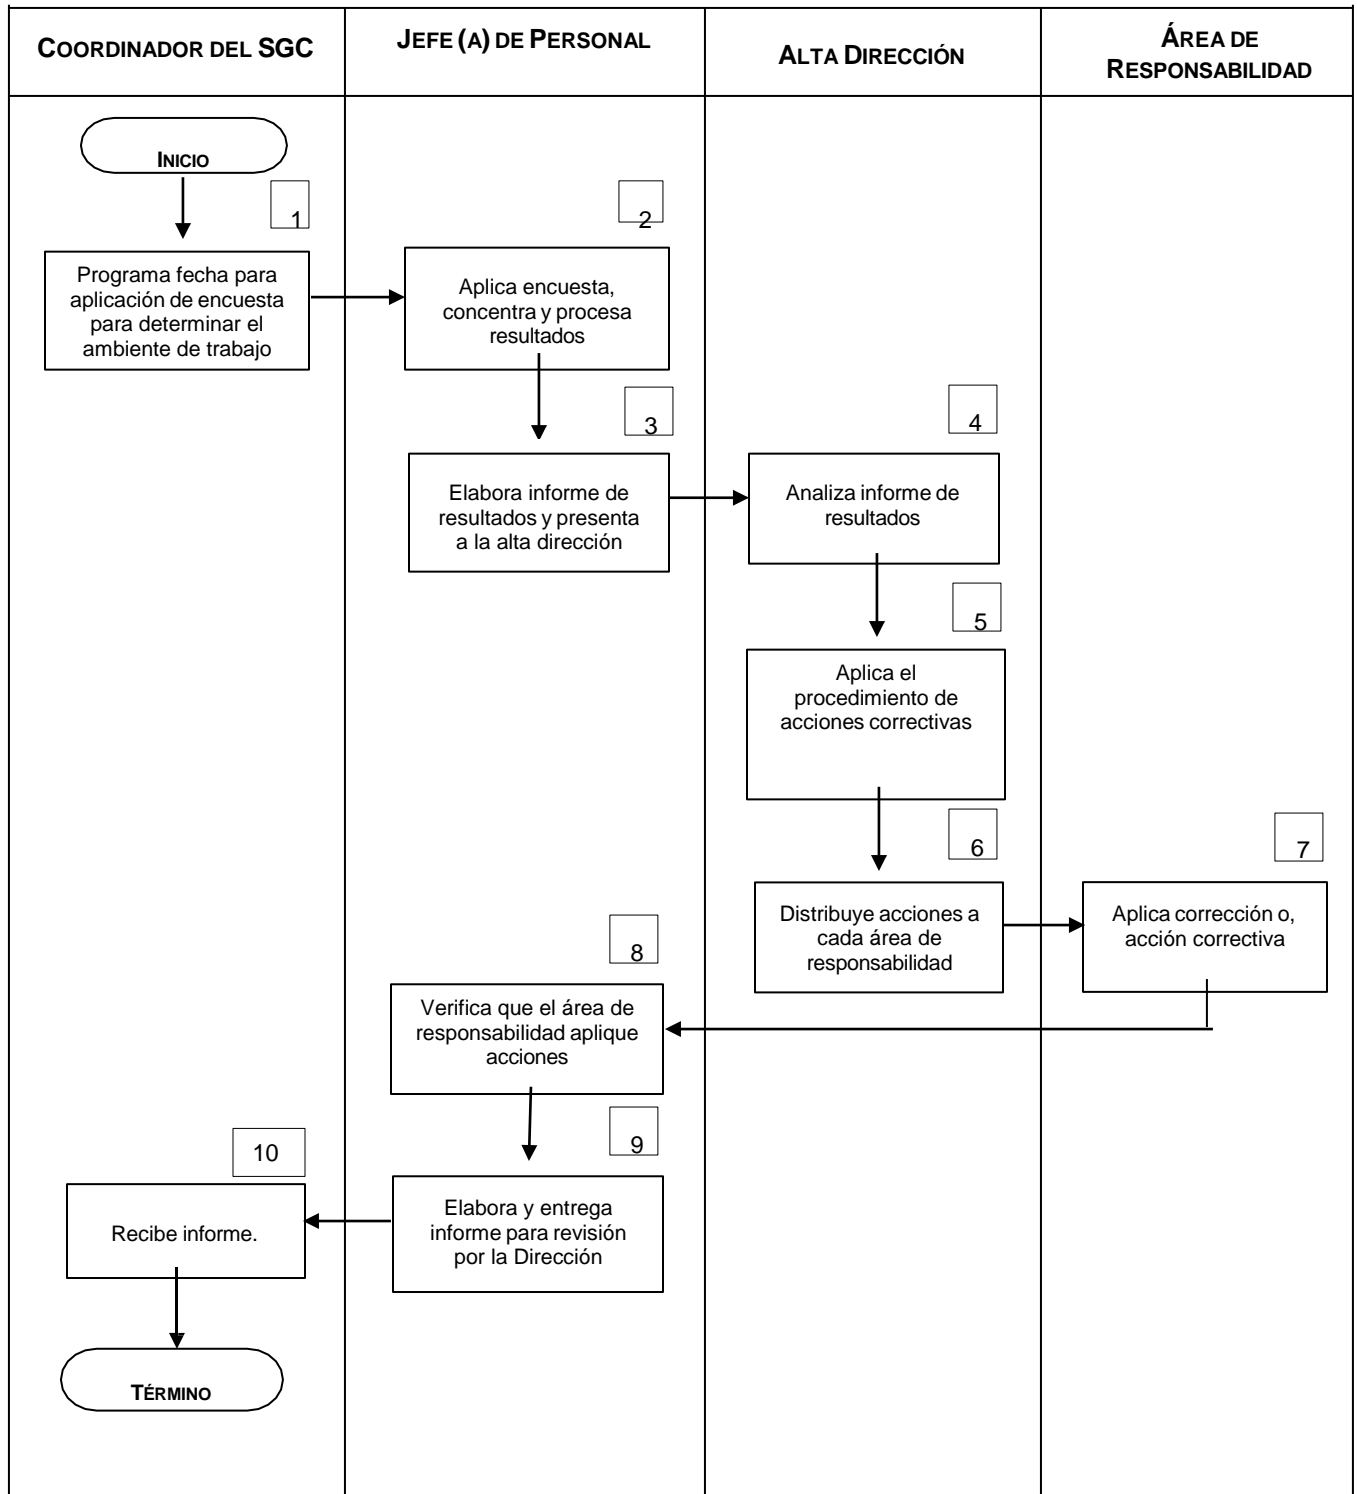 COORDINADOR DEL SGC
JEFE (A) DE PERSONAL
ALTA DIRECCIÓN
ÁREA DE
RESPONSABILIDAD
INICIO
1
Programa fecha para
aplicación de encuesta
para determinar el
ambiente de trabajo
2
Aplica encuesta,
concentra y procesa
resultados
3
Elabora informe de
resultados y presenta
a la alta dirección
4
Analiza informe de
resultados
5
Aplica el
procedimiento de
acciones correctivas
6
Distribuye acciones a
cada área de
responsabilidad
7
Aplica corrección o,
acción correctiva
8
Verifica que el área de
responsabilidad aplique
acciones
9
Elabora y entrega
informe para revisión
por la Dirección
10
Recibe informe.
TÉRMINO